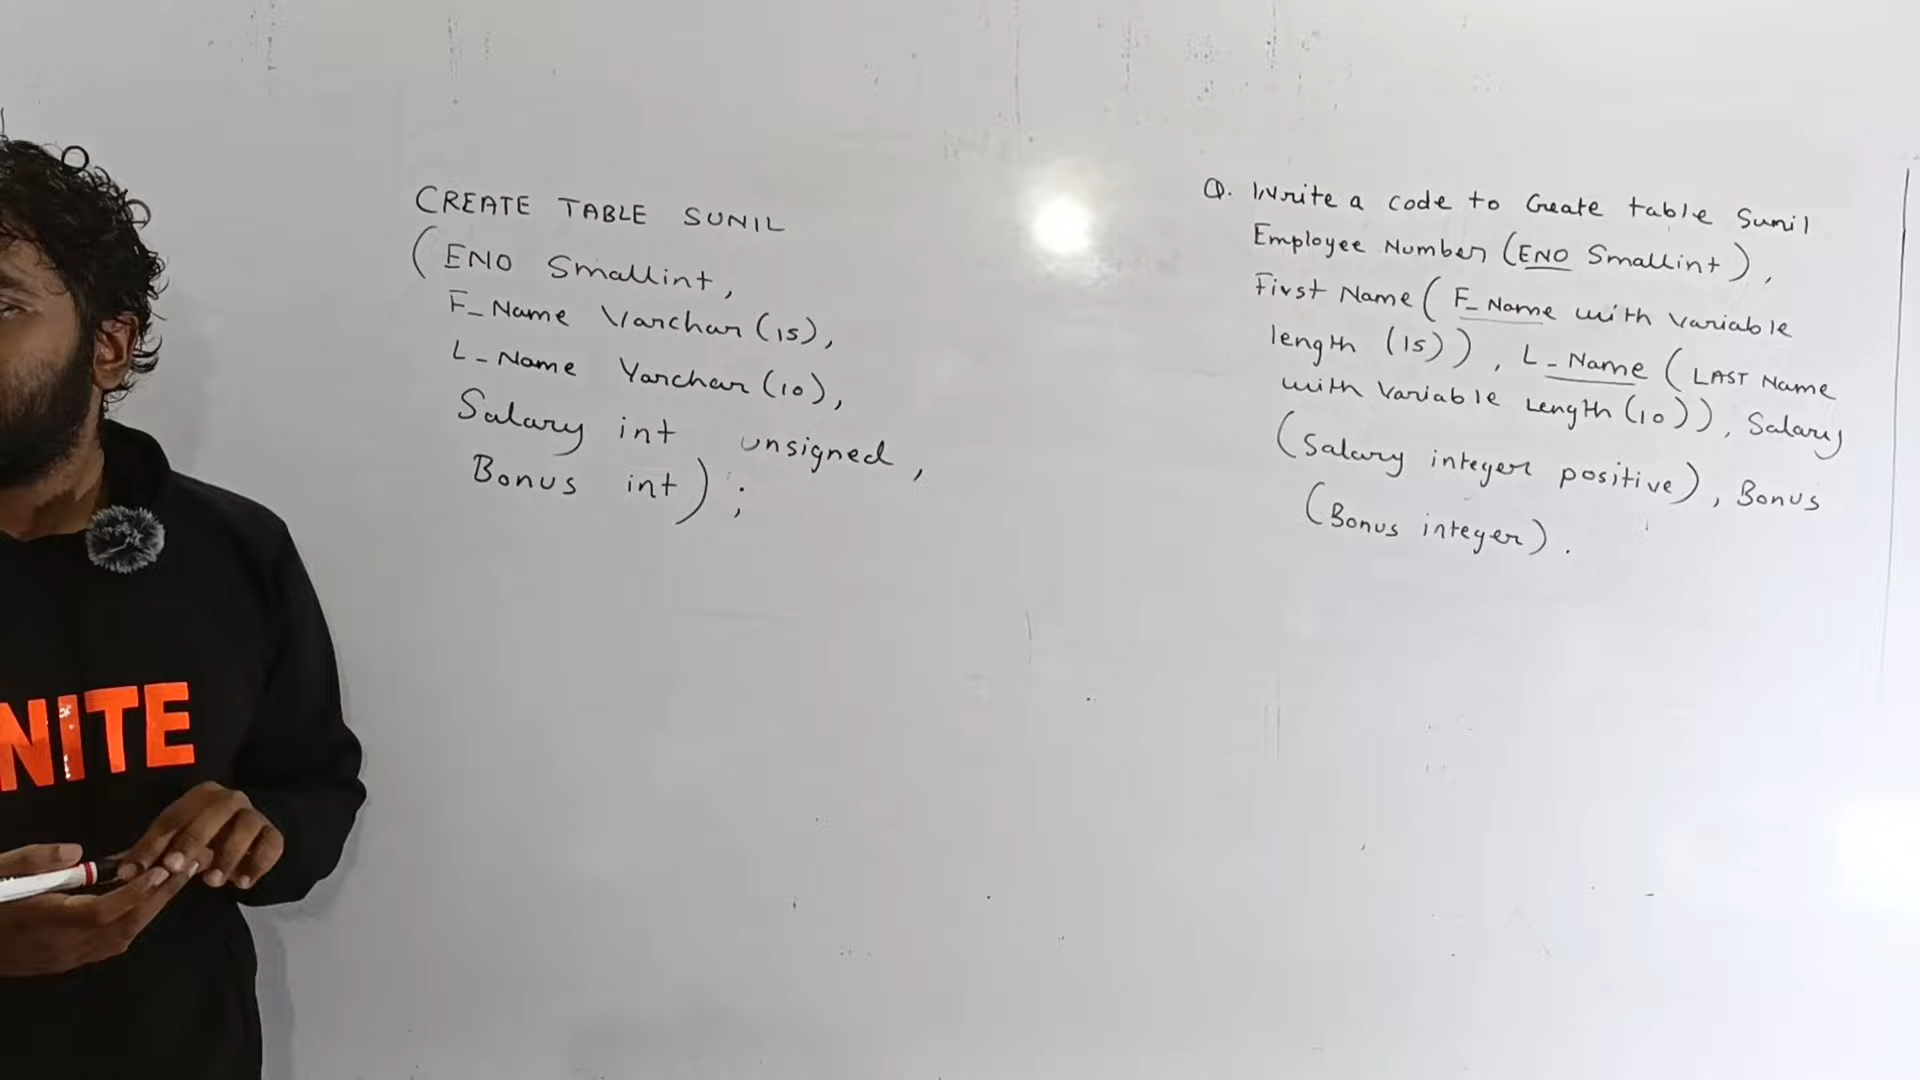 CREATE TABLE SUNIL
(ENO Smallint,
F_Name Varchar(15),
L_Name Varchar(10),
Salary int unsigned,
Bonus int);
Q. Write a code to Create table Sunil
Employee Number (ENO Smallint),
First Name (F_Name with variable
length (15)), L_Name (LAST Name
with Variable Length (10)), Salary
(Salary integer positive), Bonus
(Bonus integer).
NITE